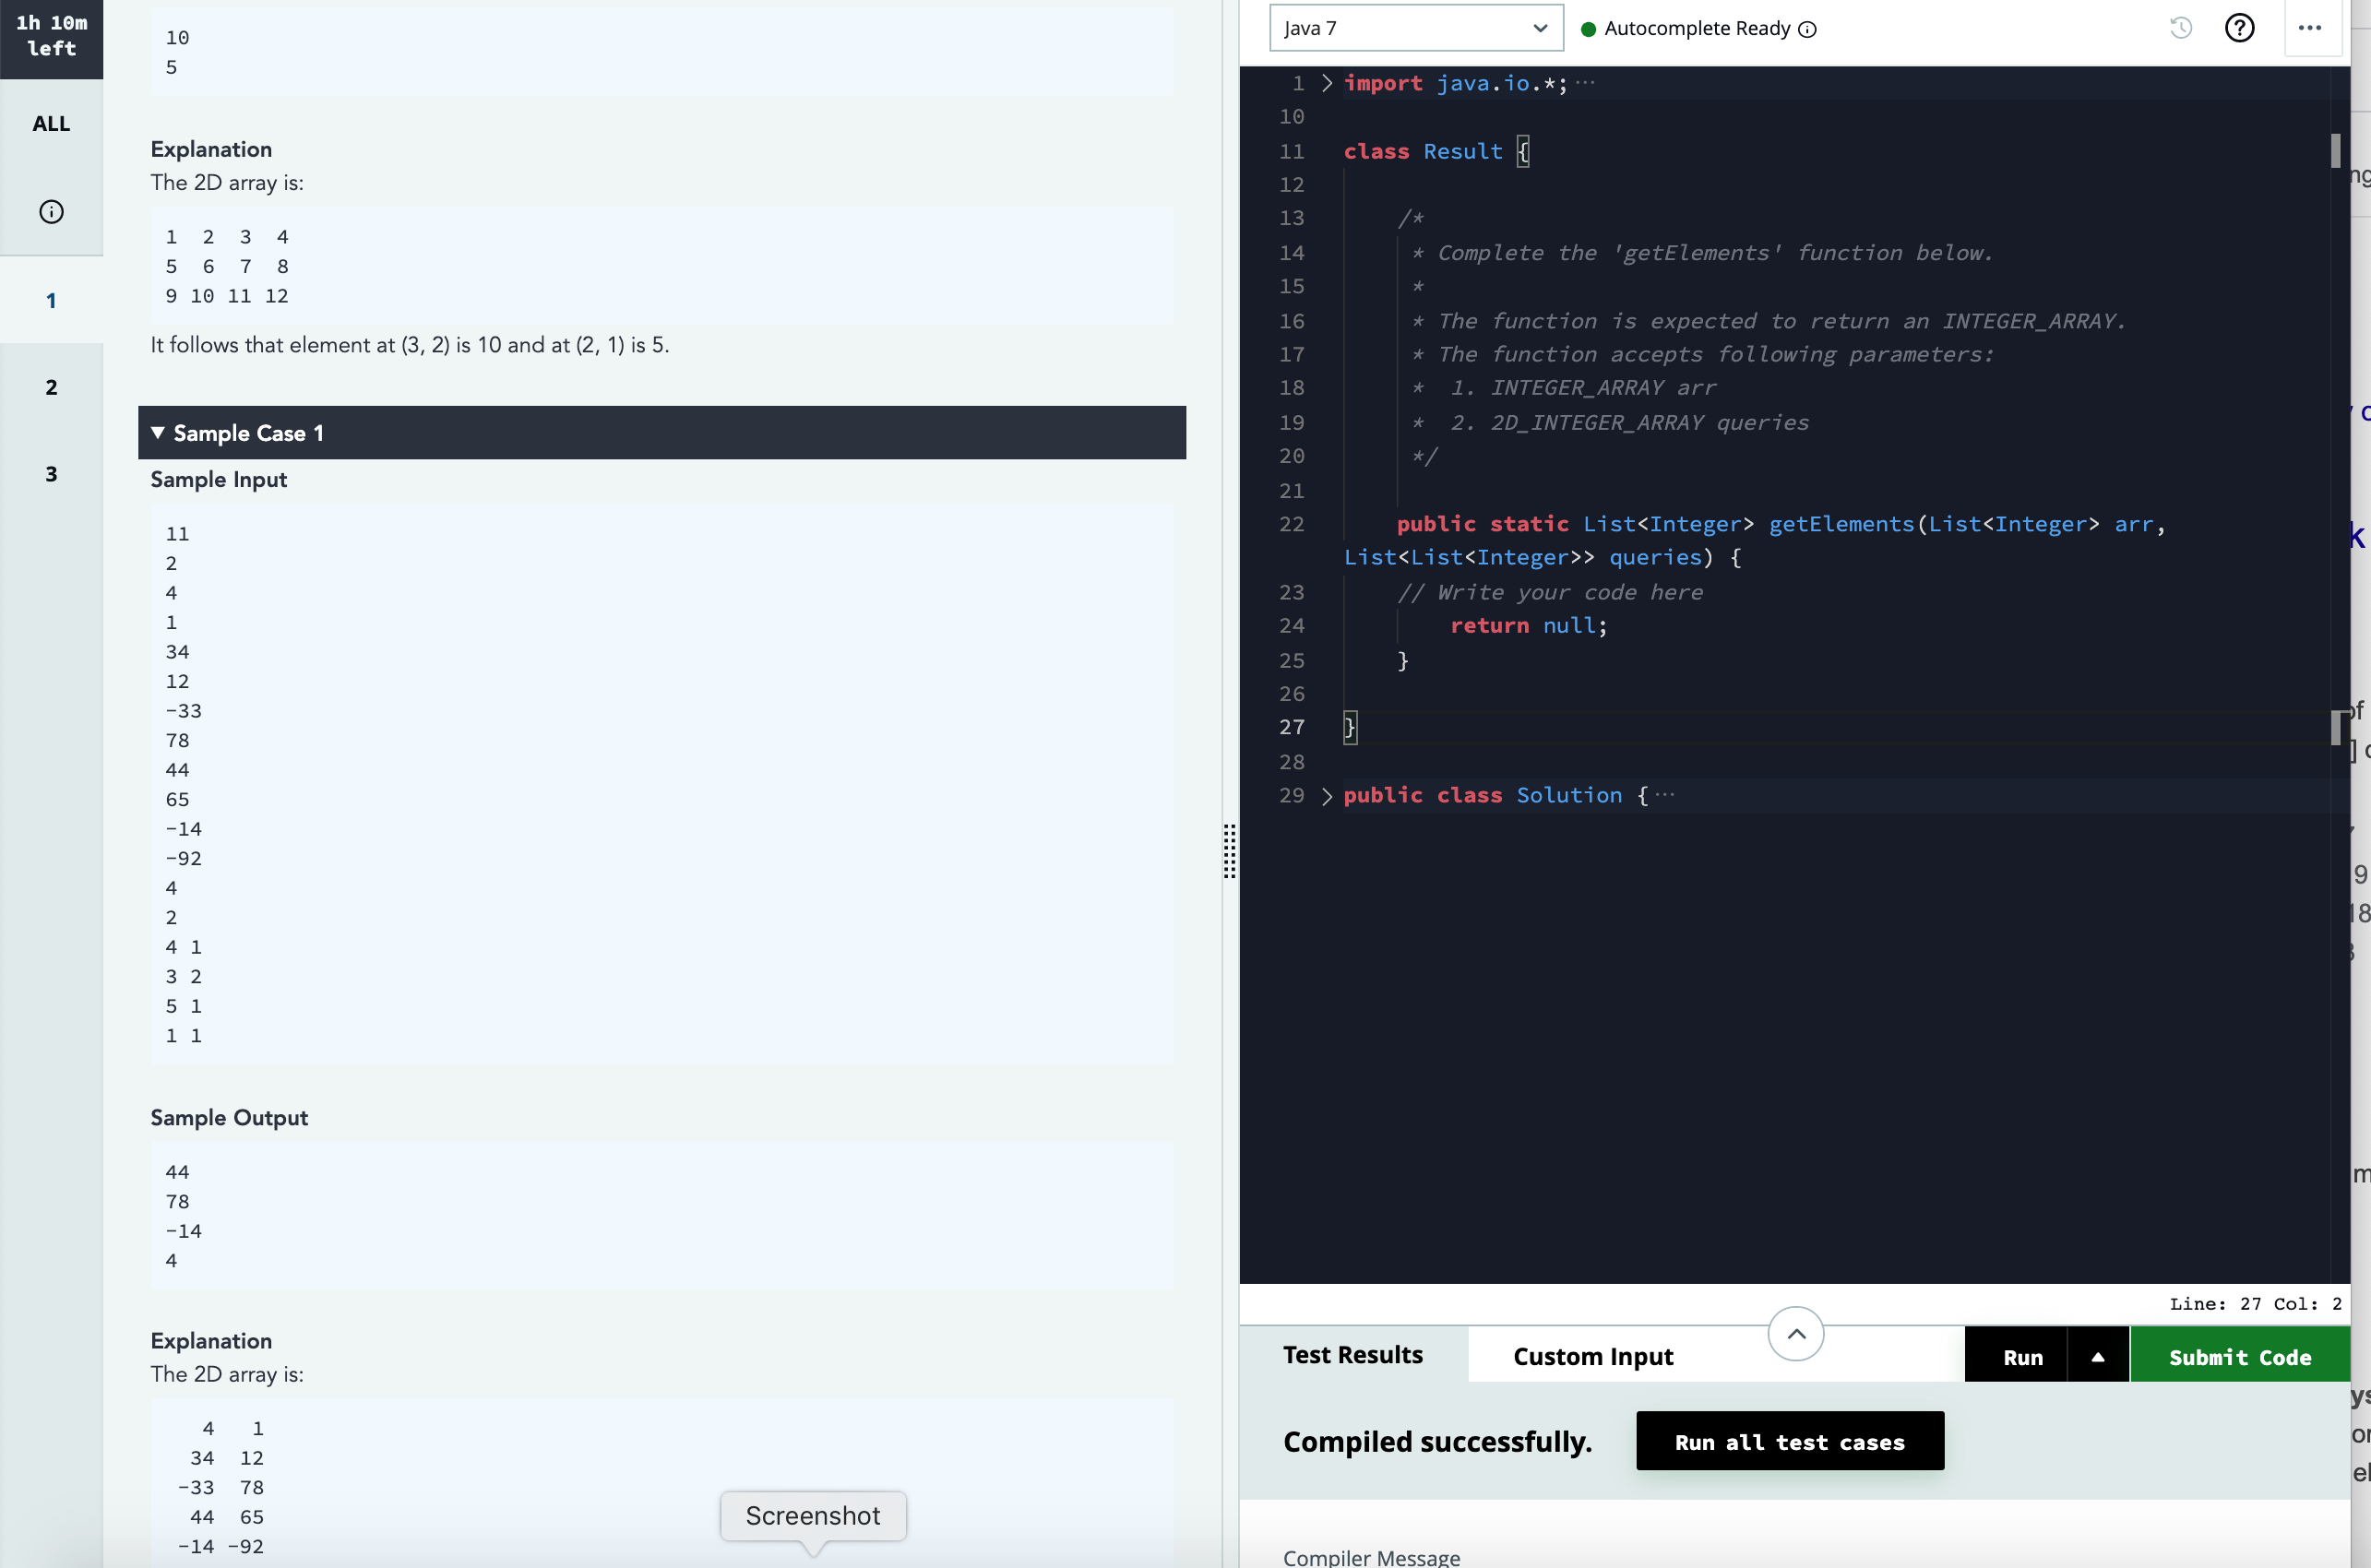 1h 10m
left
ALL
1
2
3
10
5
Explanation
The 2D array is:
1 2 3 4
5 6 7 8
9 10 11 12
It follows that element at (3, 2) is 10 and at (2, 1) is 5.
▼ Sample Case 1
Sample Input
11
2
4
1
34
12
-33
78
44
65
-14
-92
4
2
4 1
3 2
5 1
1 1
Sample Output
44
78
-14
4
Explanation
The 2D array is:
4 1
34 12
-33 78
44 65
-14 -92
Screenshot
Java 7
Autocomplete Ready
1 > import java.io.*; ···
10
11 class Result {
12
13 /*
14 * Complete the 'getElements' function below.
15 *
16 * The function is expected to return an INTEGER_ARRAY.
17 * The function accepts following parameters:
18 * 1. INTEGER_ARRAY arr
19 * 2. 2D_INTEGER_ARRAY queries
20 */
21
22 public static List<Integer> getElements(List<Integer> arr,
List<List<Integer>> queries) {
23 // Write your code here
24 return null;
25 }
26
27 }
28
29 > public class Solution { ···
Line: 27 Col: 2
Test Results
Custom Input
Run
Submit Code
Compiled successfully.
Run all test cases
Compiler Message